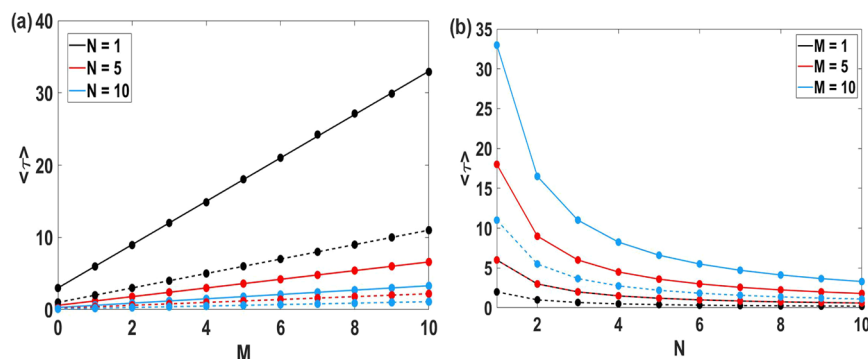 (a)
40
30
20
10
0
<τ>
N = 1
N = 5
N = 10
0 2 4 6 8 10
M
(b)
35
30
25
20
15
10
5
0
<τ>
M = 1
M = 5
M = 10
2 4 6 8 10
N